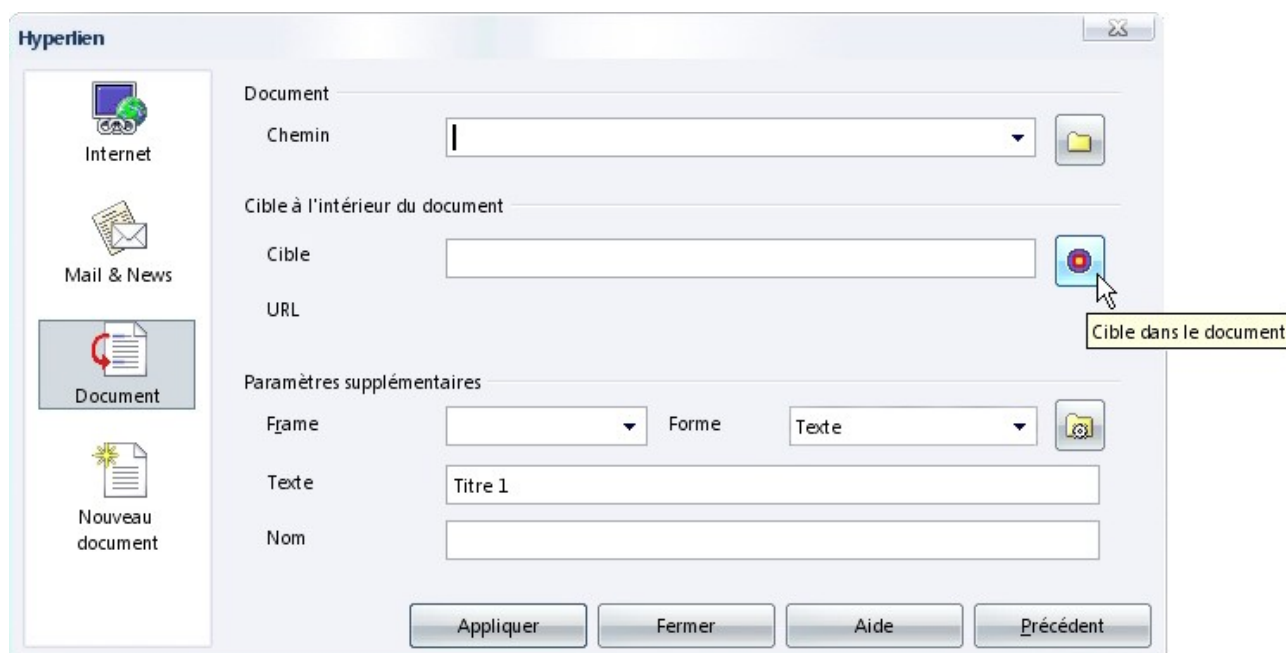 Hyperlien
Internet
Mail & News
Document
Nouveau
document
Document
Chemin
Cible à l'intérieur du document
Cible
URL
Cible dans le document
Paramètres supplémentaires
Frame
Forme
Texte
Texte
Titre 1
Nom
Appliquer
Fermer
Aide
Précédent